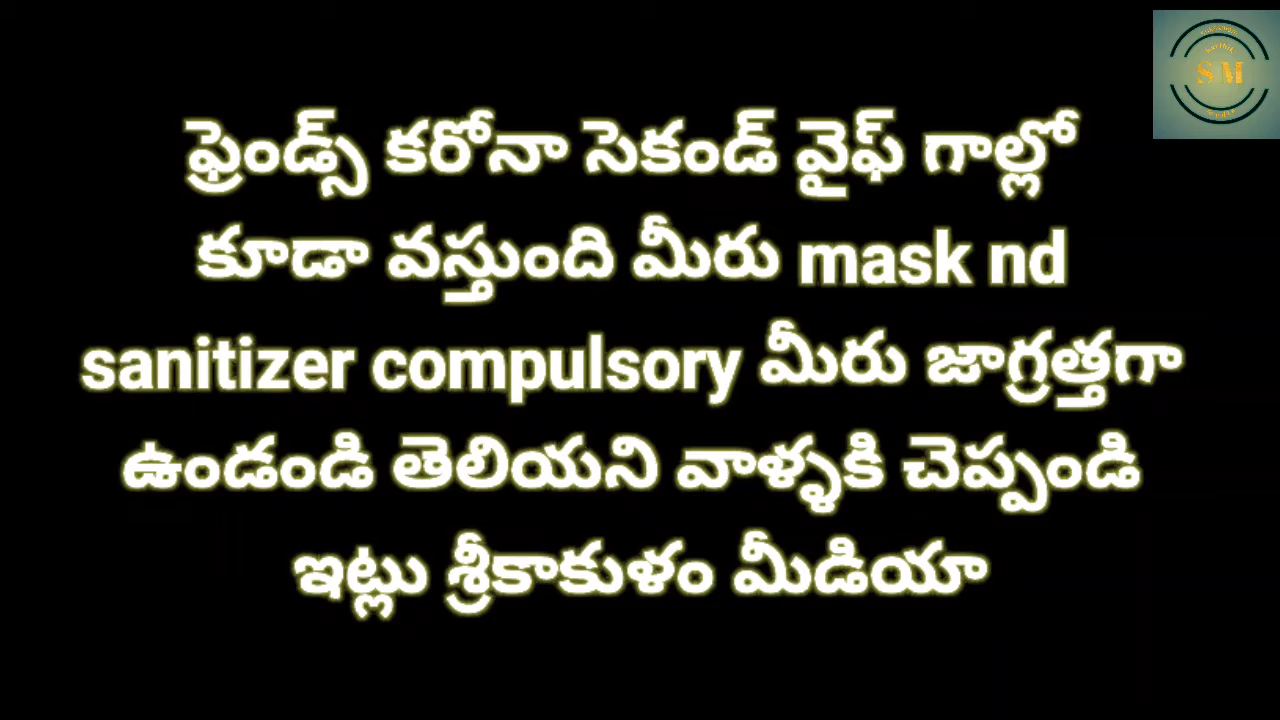 ఫ్రెండ్స్ కరోనా సెకండ్ వైఫ్ గాల్లో
కూడా వస్తుంది మీరు mask nd
sanitizer compulsory మీరు జాగ్రత్తగా
ఉండండి తెలియని వాళ్ళకి చెప్పండి
ఇట్లు శ్రీకాకుళం మీడియా
SM